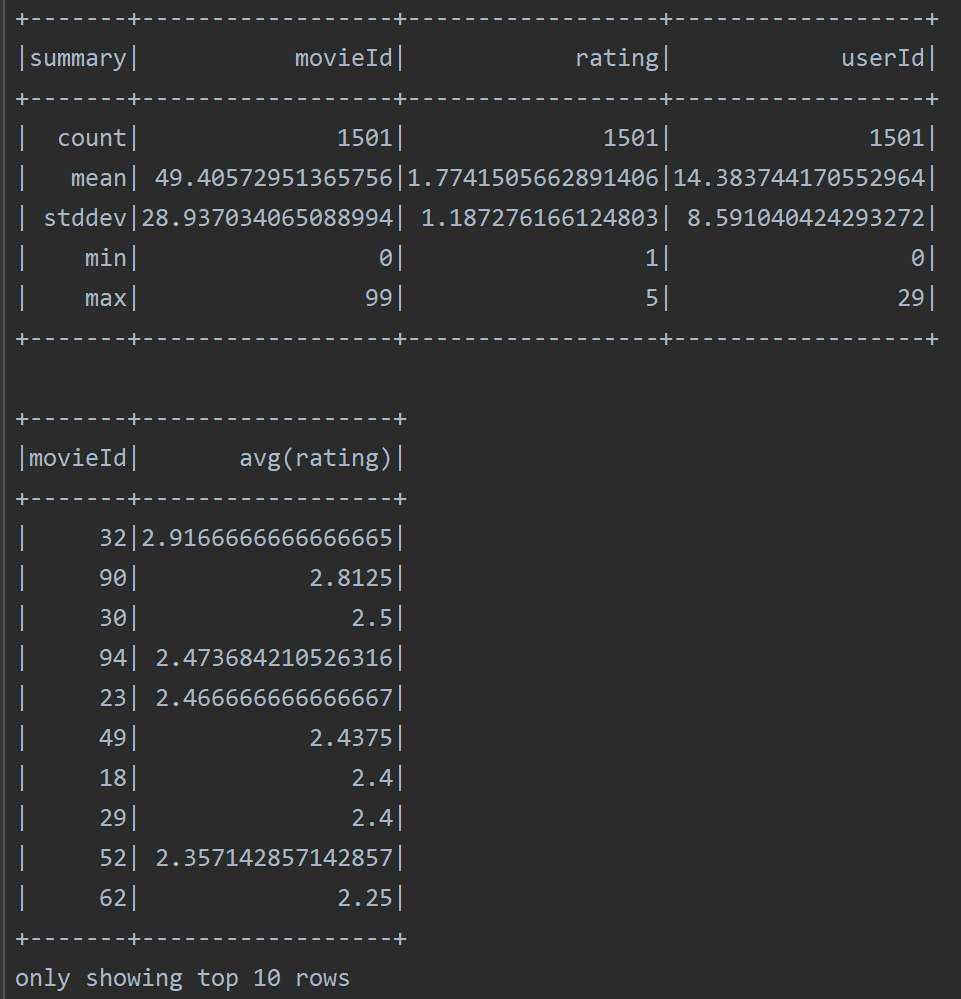 +-------+------------------+------------------+------------------+
|summary|           movieId|            rating|            userId|
+-------+------------------+------------------+------------------+
|  count|              1501|              1501|              1501|
|   mean| 49.40572951365756|1.7741505662891406|14.383744170552964|
| stddev|28.937034065088994| 1.187276166124803| 8.591040424293272|
|    min|                 0|                 1|                 0|
|    max|                99|                 5|                29|
+-------+------------------+------------------+------------------+

+-------+------------------+
|movieId|       avg(rating)|
+-------+------------------+
|     32|2.9166666666666665|
|     90|            2.8125|
|     30|               2.5|
|     94| 2.473684210526316|
|     23| 2.466666666666667|
|     49|            2.4375|
|     18|               2.4|
|     29|               2.4|
|     52| 2.357142857142857|
|     62|              2.25|
+-------+------------------+
only showing top 10 rows